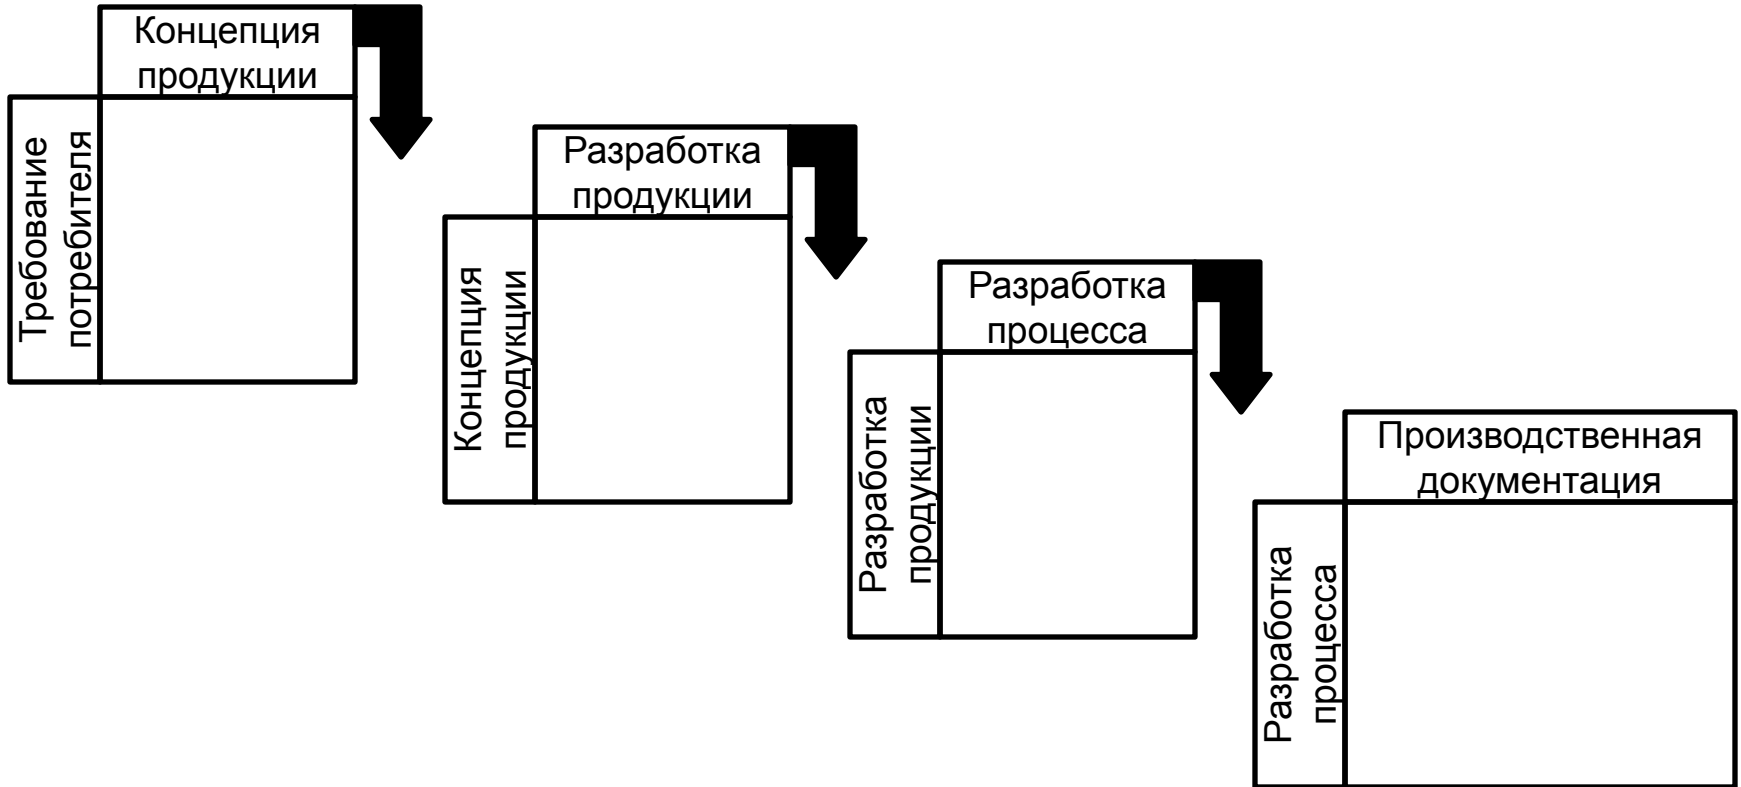 Концепция
продукции
Требование
потребителя
Разработка
продукции
Концепция
продукции
Разработка
процесса
Разработка
продукции
Производственная
документация
Разработка
процесса